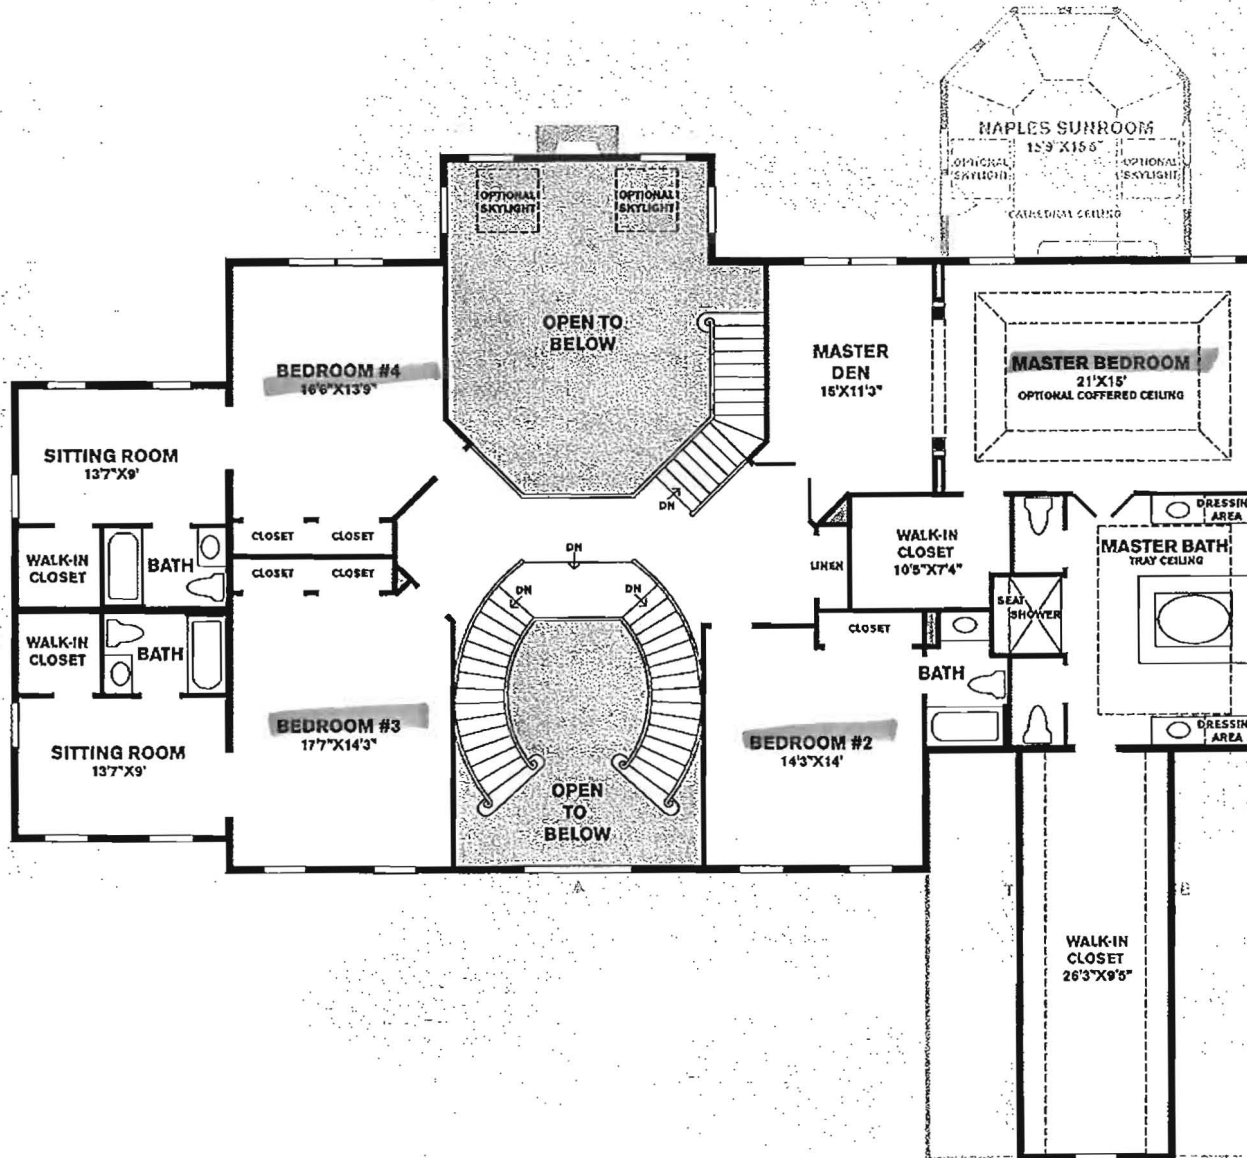 NAPLES SUNROOM
15'9"X15'5"
OPTIONAL
SKYLIGHT
OPTIONAL
SKYLIGHT
CATHEDRAL CEILING
OPTIONAL
SKYLIGHT
OPTIONAL
SKYLIGHT
OPEN TO
BELOW
BEDROOM #4
16'6"X13'9"
MASTER
DEN
15'X11'3"
MASTER BEDROOM
21'X15'
OPTIONAL COFFERED CEILING
SITTING ROOM
13'7"X9'
DN
CLOSET
CLOSET
WALK-IN
CLOSET
BATH
CLOSET
CLOSET
DN
DN
DN
LINEN
WALK-IN
CLOSET
10'5"X7'4"
DRESSIN
AREA
MASTER BATH
TRAY CEILING
SEAT
SHOWER
WALK-IN
CLOSET
BATH
CLOSET
BATH
SITTING ROOM
13'7"X9'
BEDROOM #3
17'7"X14'3"
BEDROOM #2
14'3"X14'
DRESSIN
AREA
OPEN
TO
BELOW
A
T
E
WALK-IN
CLOSET
26'3"X9'5"